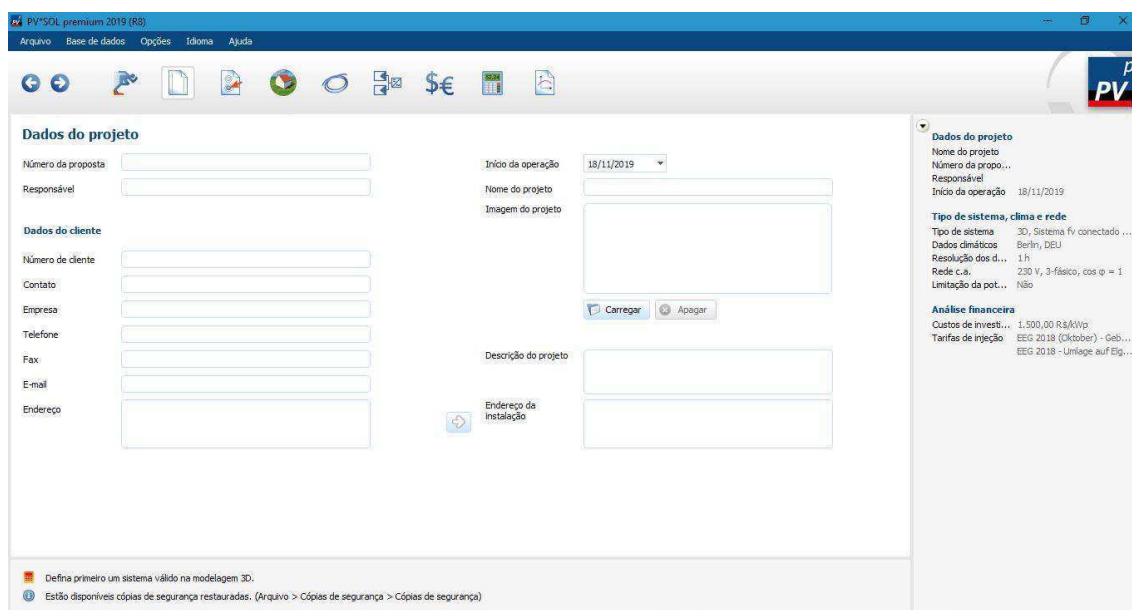 PV*SOL premium 2019 (R8)
Arquivo Base de dados Opções Idioma Ajuda
$€
PV
Dados do projeto
Número da proposta
Responsável
Início da operação 18/11/2019
Nome do projeto
Imagem do projeto
Carregar Apagar
Dados do cliente
Número de cliente
Contato
Empresa
Telefone
Fax
E-mail
Endereço
Descrição do projeto
Endereço da
instalação
Dados do projeto
Nome do projeto
Número da propo...
Responsável
Início da operação 18/11/2019
Tipo de sistema, clima e rede
Tipo de sistema 3D, Sistema fv conectado ...
Dados climáticos Berlin, DEU
Resolução dos d... 1 h
Rede c.a. 230 V, 3-fásico, cos φ = 1
Limitação da pot... Não
Análise financeira
Custos de investi... 1.500,00 R$/kWp
Tarifas de injeção EEG 2018 (Oktober) - Geb...
EEG 2018 - Umlage auf Eig...
Defina primeiro um sistema válido na modelagem 3D.
Estão disponíveis cópias de segurança restauradas. (Arquivo > Cópias de segurança > Cópias de segurança)